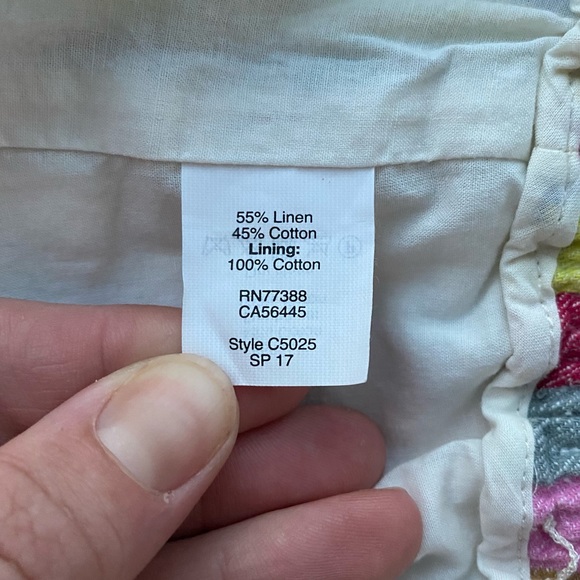 55% Linen
45% Cotton
Lining:
100% Cotton
RN77388
CA56445
Style C5025
SP 17